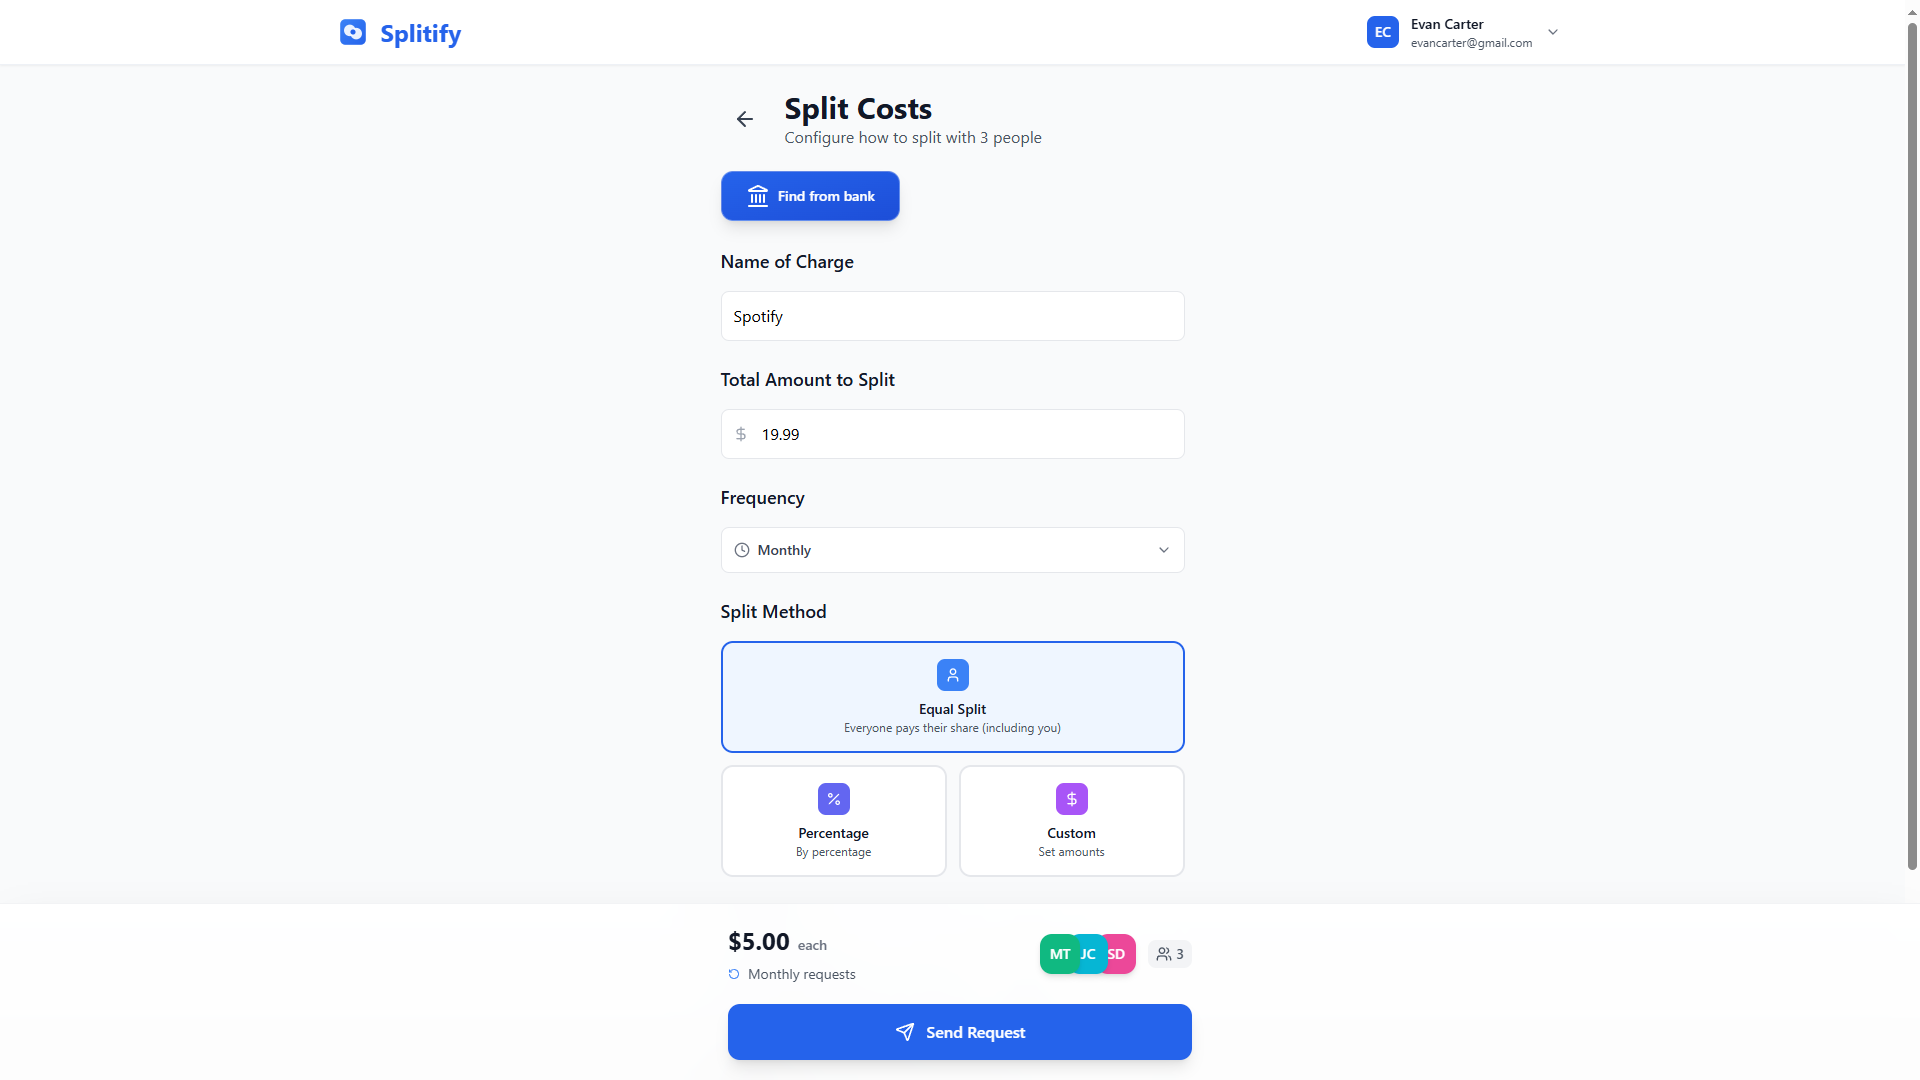 Splitify
EC
Evan Carter
evancarter@gmail.com
Split Costs
Configure how to split with 3 people
Find from bank
Name of Charge
Spotify
Total Amount to Split
$ 19.99
Frequency
Monthly
Split Method
Equal Split
Everyone pays their share (including you)
%
Percentage
By percentage
$
Custom
Set amounts
$5.00 each
Monthly requests
MT JC SD
3
Send Request